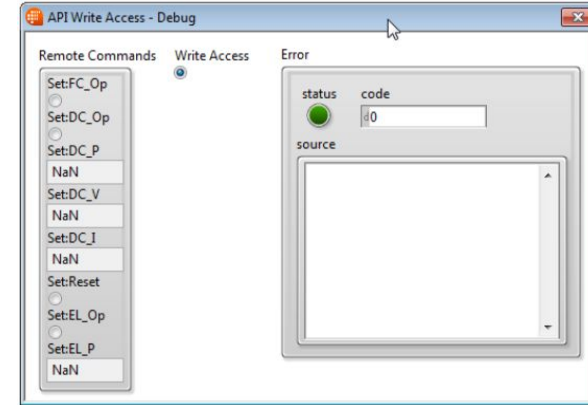 API Write Access - Debug
Remote Commands
Write Access
Error
Set:FC_Op
Set:DC_Op
Set:DC_P
NaN
Set:DC_V
NaN
Set:DC_I
NaN
Set:Reset
Set:EL_Op
Set:EL_P
NaN
status
code
d0
source